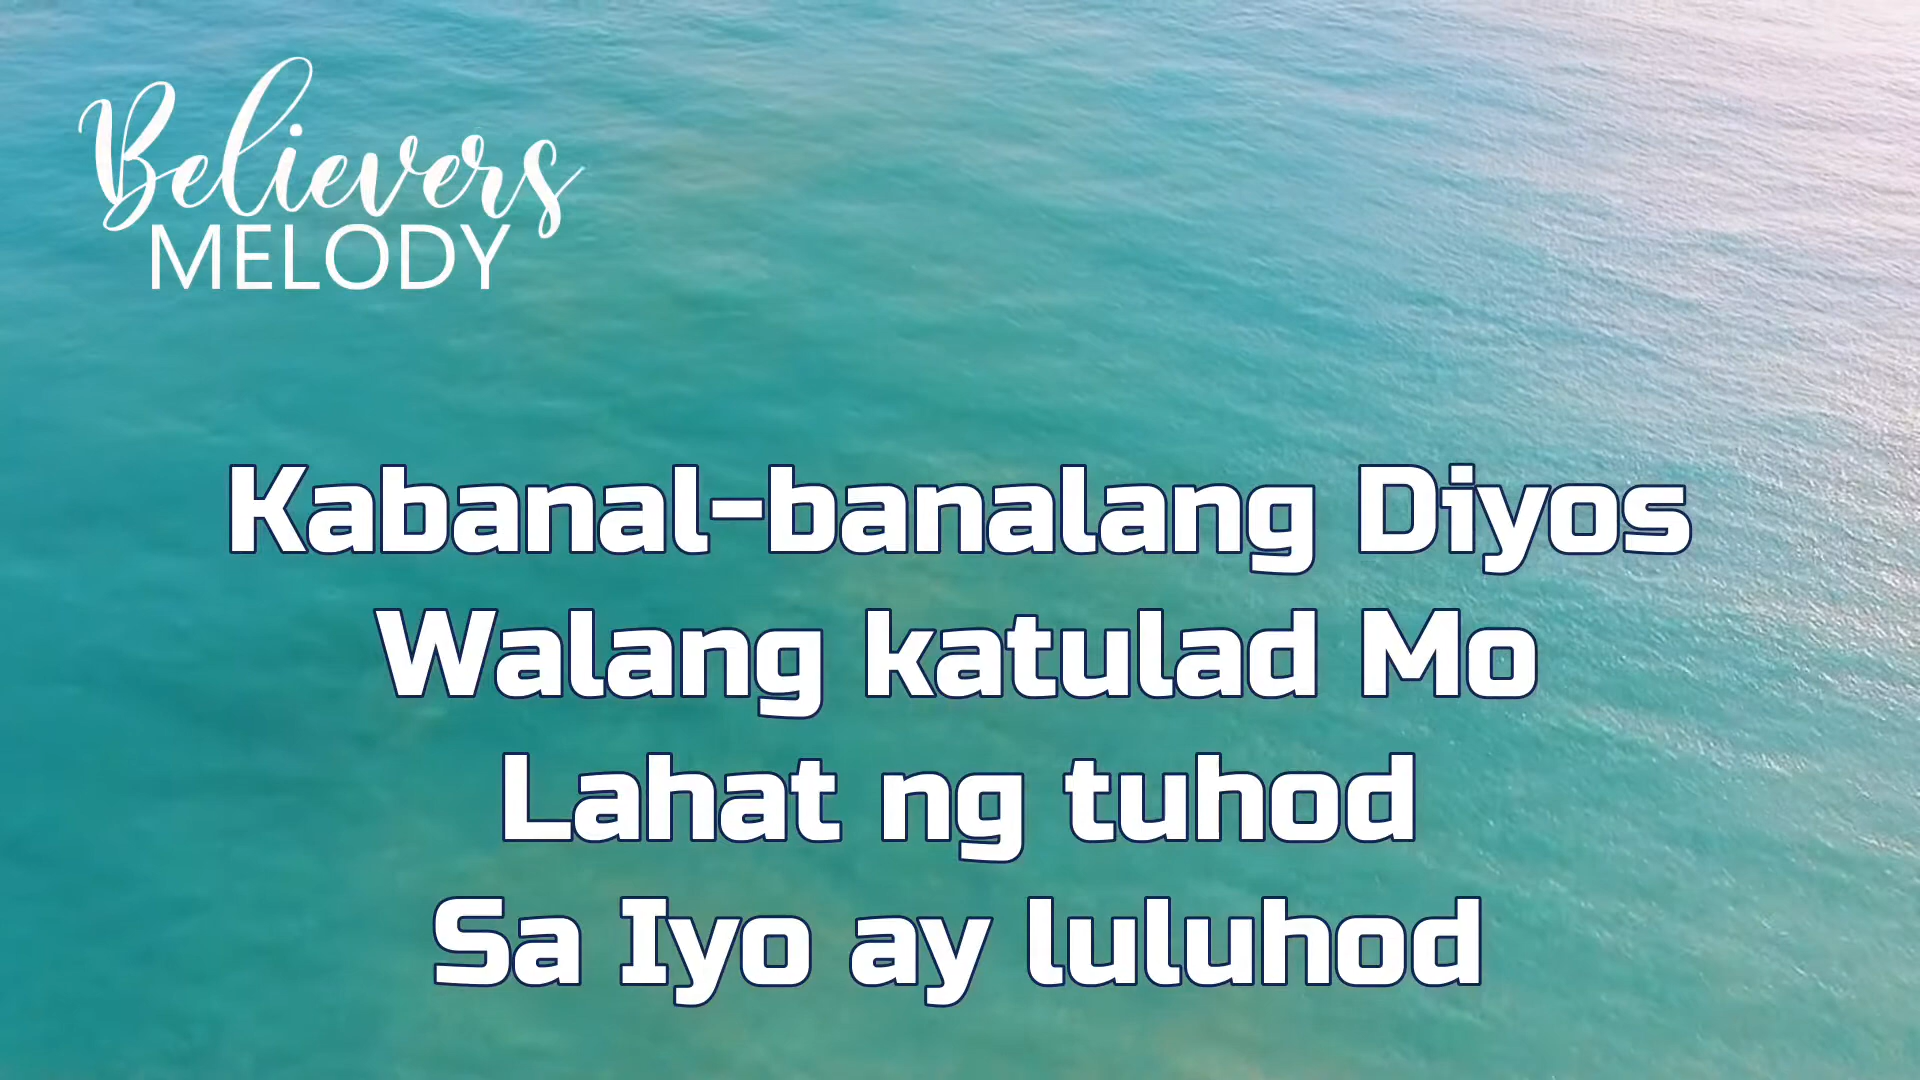 Believers
MELODY
Kabanal-banalang Diyos
Walang katulad Mo
Lahat ng tuhod
Sa Iyo ay luluhod